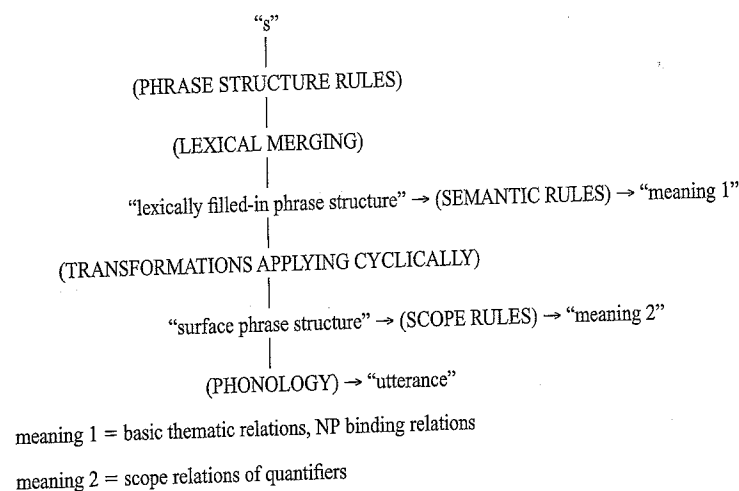 “s”
(PHRASE STRUCTURE RULES)
(LEXICAL MERGING)
“lexically filled-in phrase structure” → (SEMANTIC RULES) → “meaning 1”
(TRANSFORMATIONS APPLYING CYCLICALLY)
“surface phrase structure” → (SCOPE RULES) → “meaning 2”
(PHONOLOGY) → “utterance”
meaning 1 = basic thematic relations, NP binding relations
meaning 2 = scope relations of quantifiers